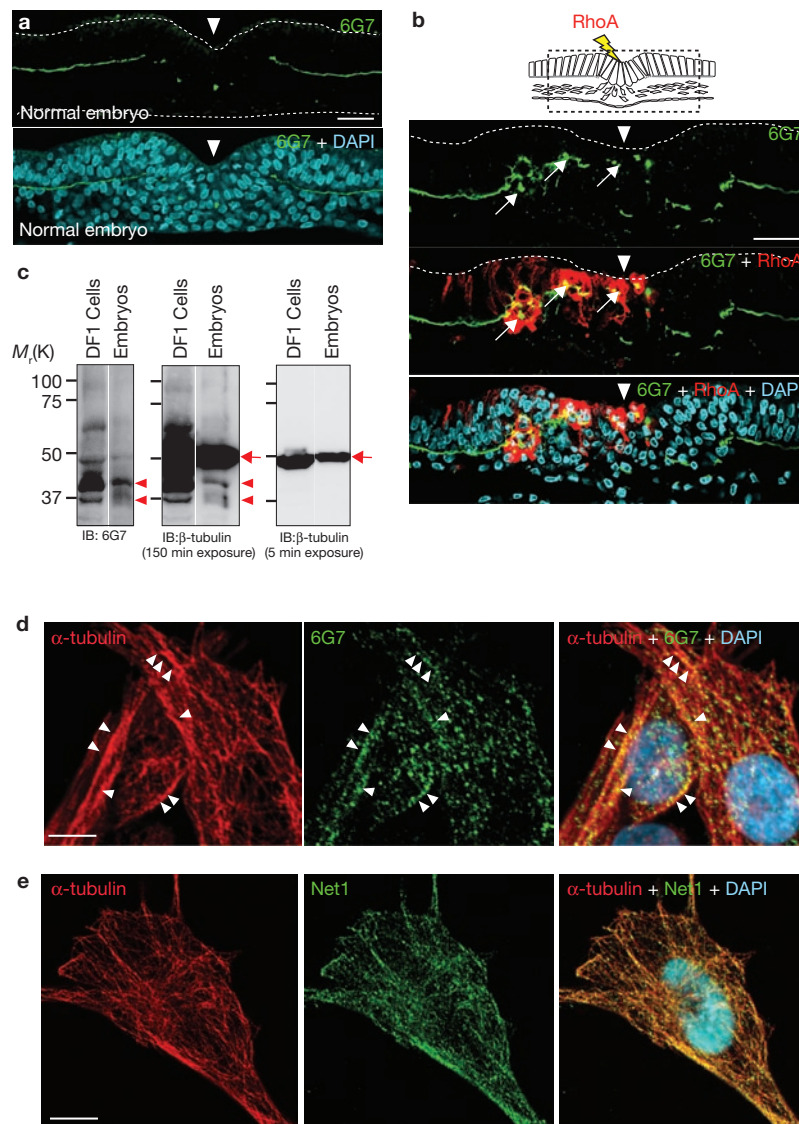 a
6G7
Normal embryo
6G7 + DAPI
Normal embryo
b
RhoA
6G7
6G7 + RhoA
6G7 + RhoA + DAPI
c
DF1 Cells
Embryos
DF1 Cells
Embryos
DF1 Cells
Embryos
Mr(K)
100
75
50
37
IB: 6G7
IB:β-tubulin
(150 min exposure)
IB:β-tubulin
(5 min exposure)
d
α-tubulin
6G7
α-tubulin + 6G7 + DAPI
e
α-tubulin
Net1
α-tubulin + Net1 + DAPI